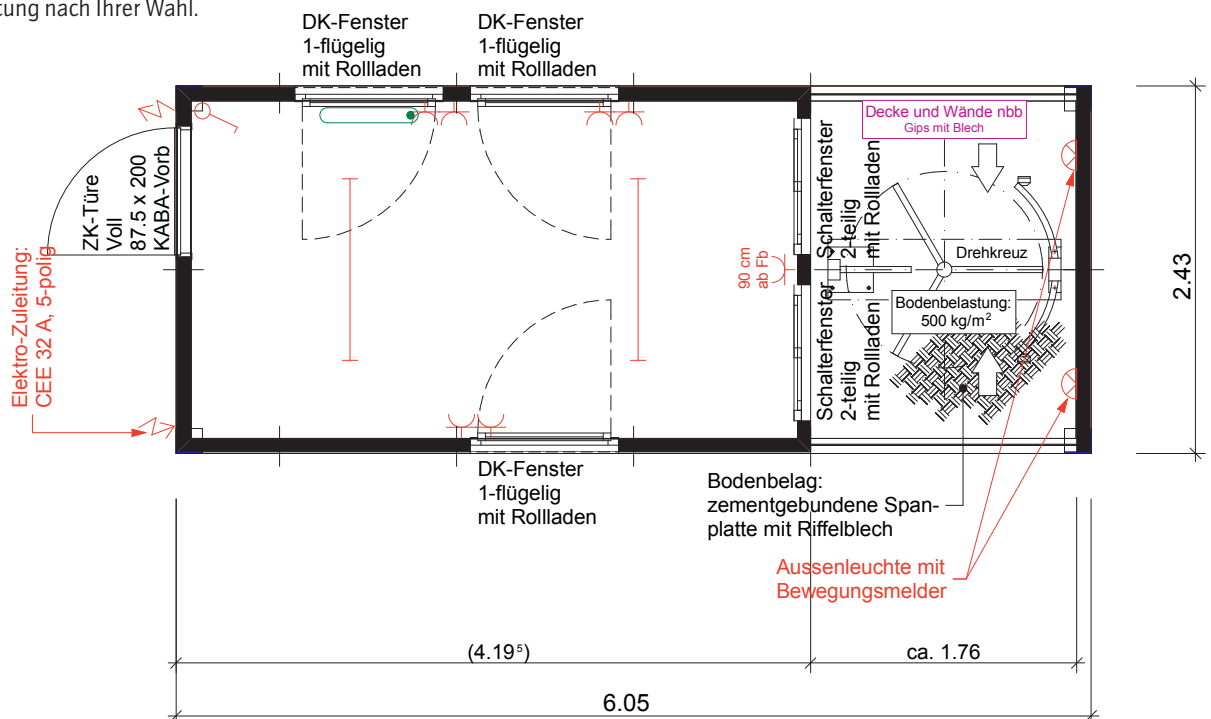 tung nach Ihrer Wahl.
DK-Fenster
1-flügelig
mit Rollladen
DK-Fenster
1-flügelig
mit Rollladen
Decke und Wände nbb
Gips mit Blech
ZK-Türe
Voll
87.5 x 200
KABA-Vorb
Elektro-Zuleitung:
CEE 32 A, 5-polig
Schalterfenster
2-teilig
mit Rollladen
90 cm
ab Fb
Drehkreuz
2.43
Bodenbelastung:
500 kg/m²
Schalterfenster
2-teilig
mit Rollladen
DK-Fenster
1-flügelig
mit Rollladen
Bodenbelag:
zementgebundene Span-
platte mit Riffelblech
Aussenleuchte mit
Bewegungsmelder
(4.19⁵)
ca. 1.76
6.05